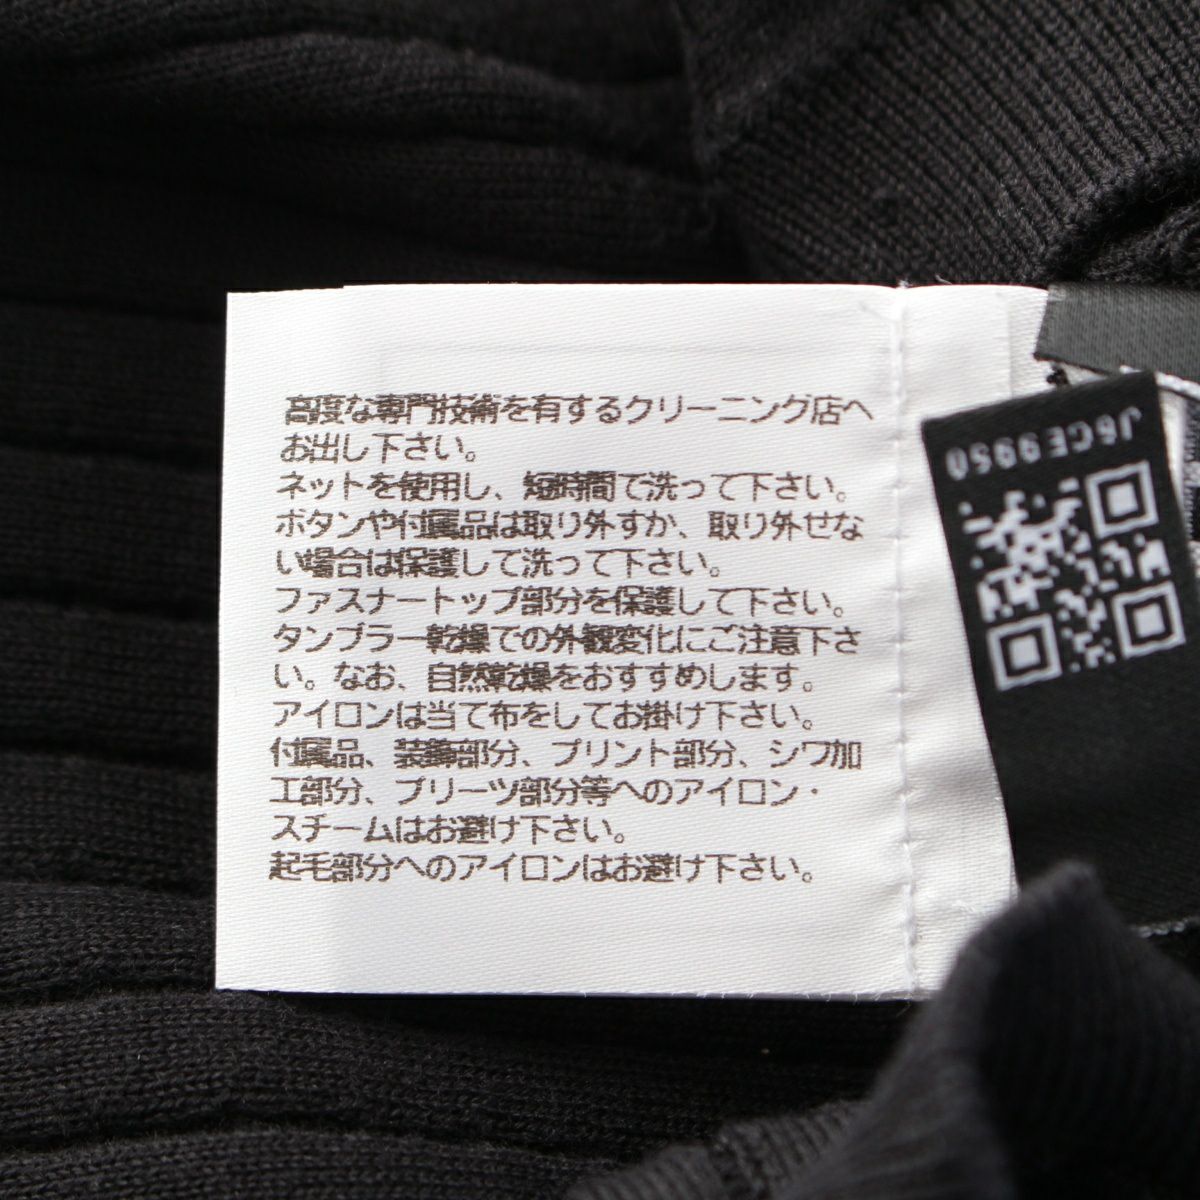 高度な専門技術を有するクリーニング店へ
お出し下さい。
ネットを使用し、短時間で洗って下さい。
ボタンや付属品は取り外すか、取り外せな
い場合は保護して洗って下さい。
ファスナートップ部分を保護して下さい。
タンブラー乾燥での外観変化にご注意下さ
い。なお、自然乾燥をおすすめします。
アイロンは当て布をしてお掛け下さい。
付属品、装飾部分、プリント部分、シワ加
工部分、プリーツ部分等へのアイロン・
スチームはお避け下さい。
起毛部分へのアイロンはお避け下さい。
J6CE9950